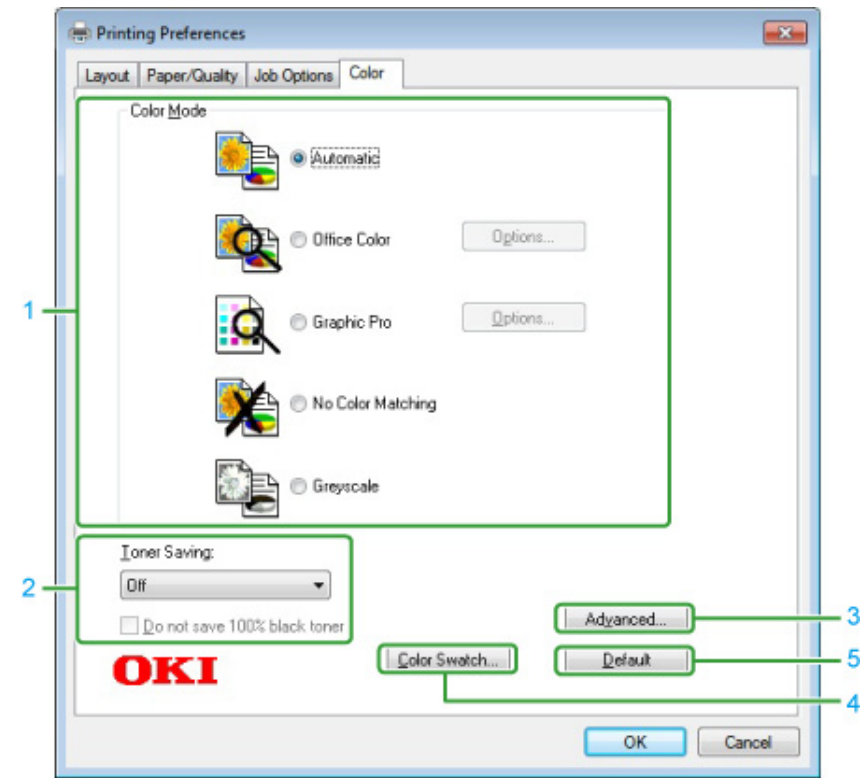 Printing Preferences
Layout Paper/Quality Job Options Color
Color Mode
Automatic
Office Color Options...
1
Graphic Pro Options...
No Color Matching
Greyscale
Toner Saving:
2
Off
Do not save 100% black toner
Advanced... 3
OKI
Color Swatch... Default 5
4
OK Cancel